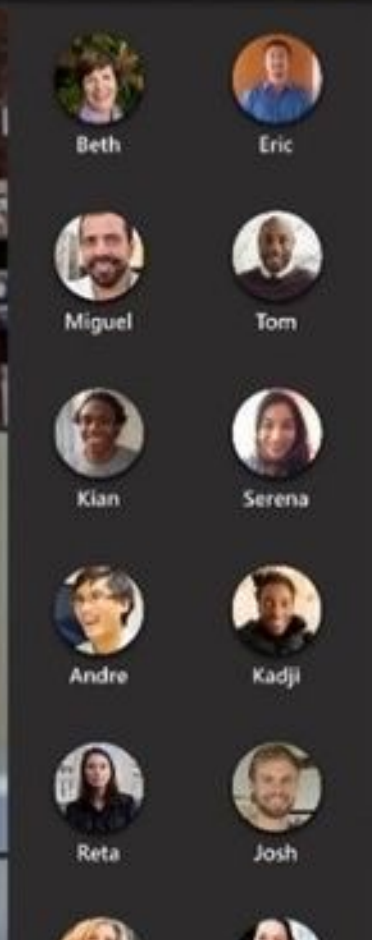 Beth Eric
Miguel Tom
Kian Serena
Andre Kadji
Reta Josh